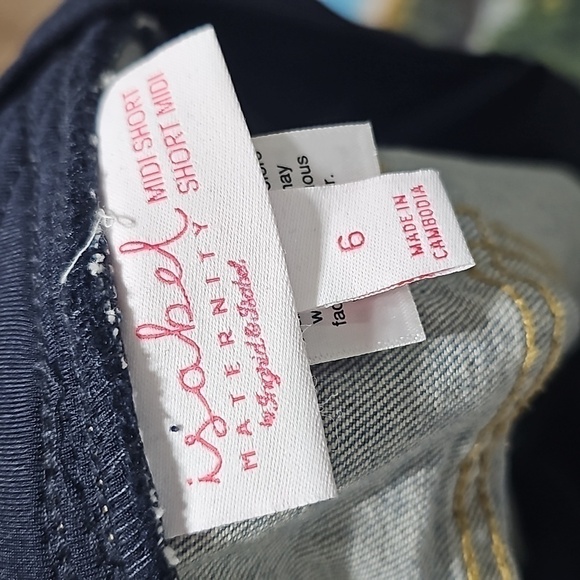 isabel
MATERNITY
by Ingrid & Isabel
MIDI SHORT
SHORT MIDI
6
MADE IN
CAMBODIA
may
ous
r.
w
fac